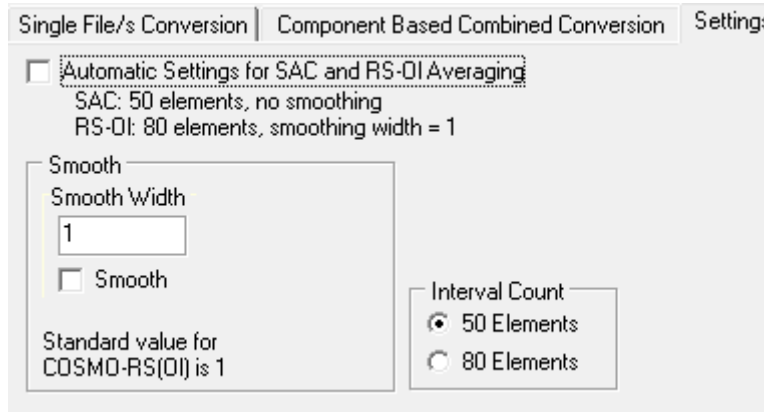 Single File/s Conversion Component Based Combined Conversion Settings
Automatic Settings for SAC and RS-OI Averaging
SAC: 50 elements, no smoothing
RS-OI: 80 elements, smoothing width = 1
Smooth
Smooth Width
1
Smooth
Standard value for
COSMO-RS(OI) is 1
Interval Count
50 Elements
80 Elements